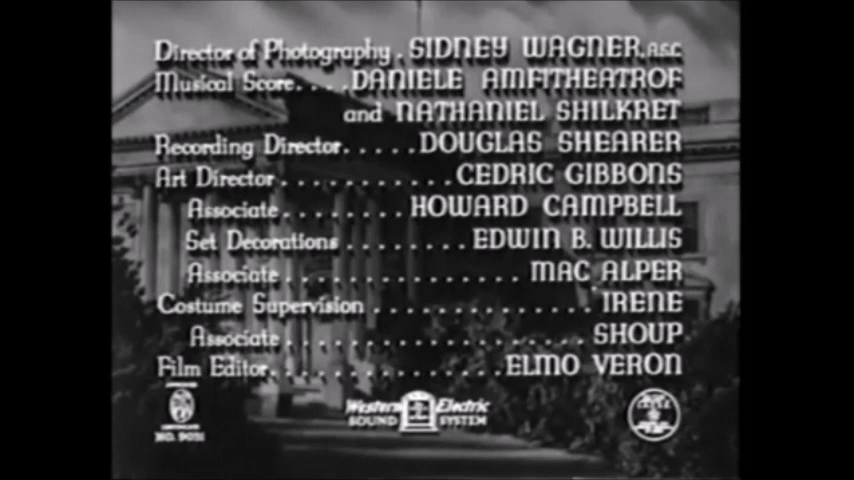 Director of Photography . SIDNEY WAGNER, A.S.C.
Musical Score. . . . DANIELE AMFITHEATROF
and NATHANIEL SHILKRET
Recording Director. . . . . DOUGLAS SHEARER
Art Director . . . . . . . . . . . CEDRIC GIBBONS
Associate. . . . . . . . HOWARD CAMPBELL
Set Decorations . . . . . . . . EDWIN B. WILLIS
Associate . . . . . . . . . . . . . . . MAC ALPER
Costume Supervision . . . . . . . . . . . . . . IRENE
Associate. . . . . . . . . . . . . . . . . . . SHOUP
Film Editor. . . . . . . . . . . . . . . ELMO VERON
NO. 9051
Western Electric
SOUND SYSTEM